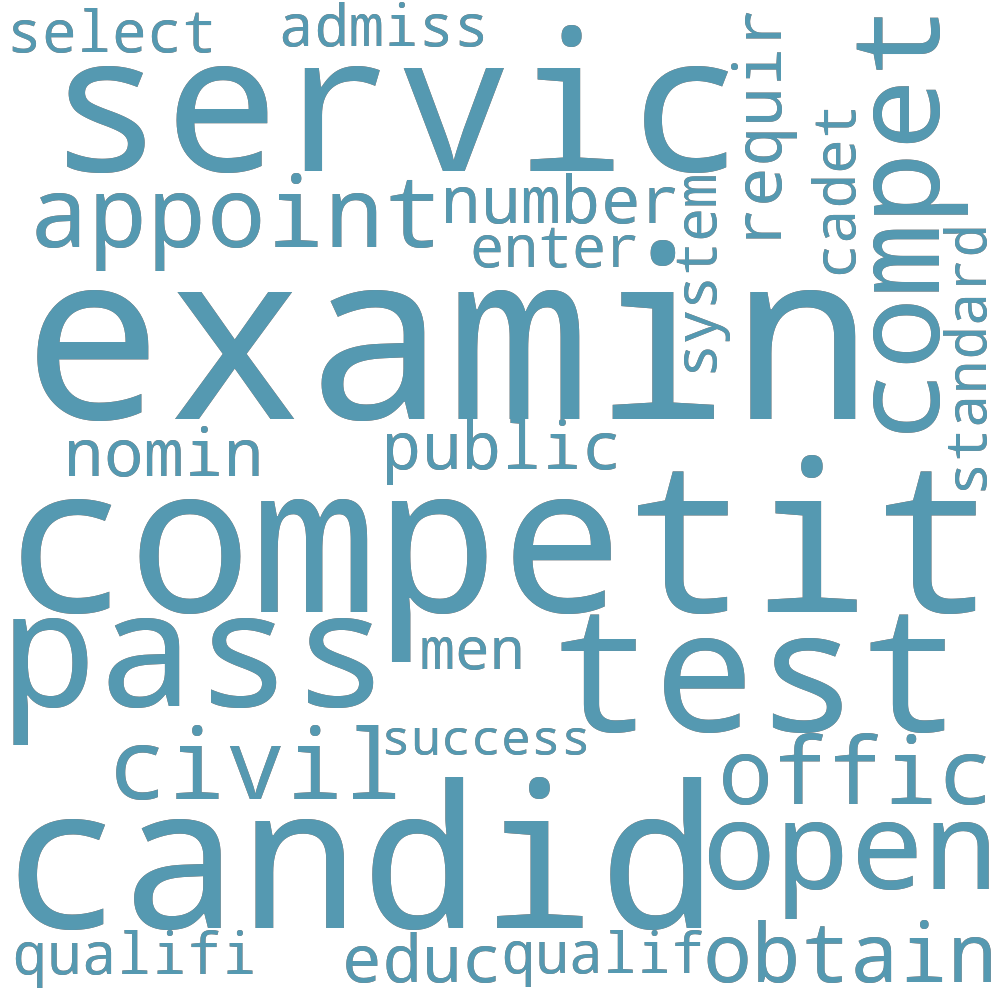 select
admiss
servic
requir
compet
cadet
appoint
number
system
enter
standard
examin
nomin
public
competit
pass
men
test
civil
success
offic
candid
open
qualifi
educ
qualif
obtain